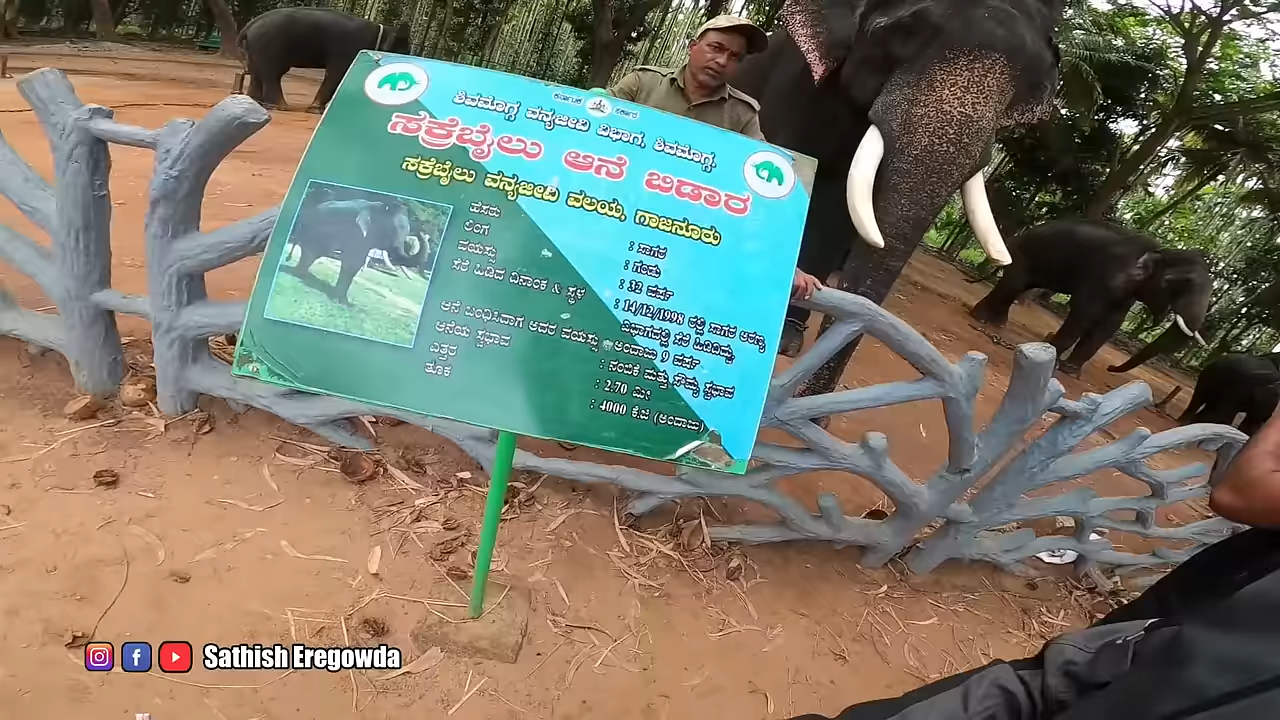 ಕರ್ನಾಟಕ ಸರ್ಕಾರ
ಶಿವಮೊಗ್ಗ ವನ್ಯಜೀವಿ ವಿಭಾಗ, ಶಿವಮೊಗ್ಗ.
ಸಕ್ರೆಬೈಲು ಆನೆ ಬಿಡಾರ
ಸಕ್ರೆಬೈಲು ವನ್ಯಜೀವಿ ವಲಯ, ಗಾಜನೂರು
ಹೆಸರು : ಸಾಗರ
ಲಿಂಗ : ಗಂಡು
ವಯಸ್ಸು : 32 ವರ್ಷ
ಸೆರೆ ಹಿಡಿದ ದಿನಾಂಕ & ಸ್ಥಳ : 14/12/1998 ರಲ್ಲಿ ಸಾಗರ ಅರಣ್ಯ
ವಿಭಾಗದಲ್ಲಿ ಸೆರೆ ಹಿಡಿದಿದ್ದು.
ಆನೆ ಬಂಧಿಸಿದಾಗ ಅದರ ವಯಸ್ಸು : ಅಂದಾಜು 9 ವರ್ಷ
ಆನೆಯ ಸ್ವಭಾವ : ನಂಬಿಕೆ ಮತ್ತು ಸೌಮ್ಯ ಸ್ವಭಾವ
ಎತ್ತರ : 2.70 ಮೀ
ತೂಕ : 4000 ಕೆ.ಜಿ (ಅಂದಾಜು)
Sathish Eregowda